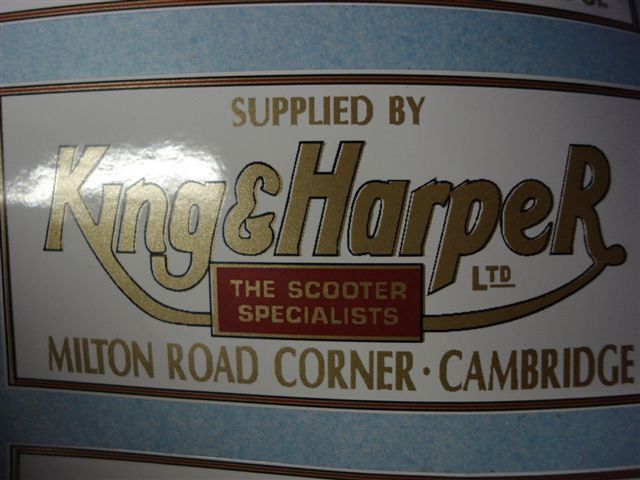 SUPPLIED BY
King & Harper
LTD
THE SCOOTER
SPECIALISTS
MILTON ROAD CORNER · CAMBRIDGE